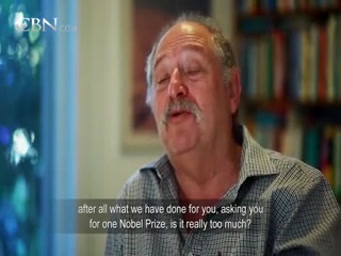 CBN.com
after all what we have done for you, asking you
for one Nobel Prize, is it really too much?